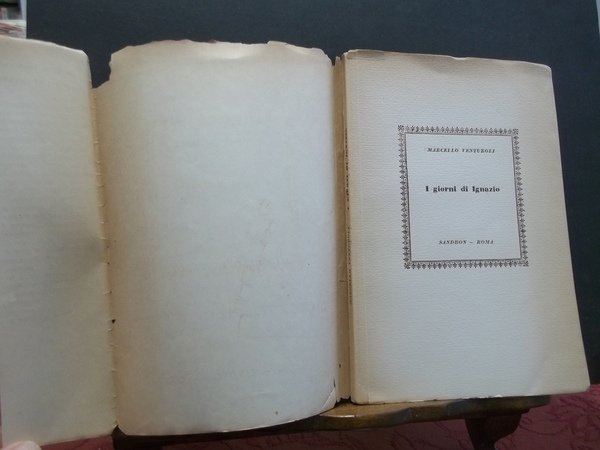 MARCELLO VENTUROLI
I giorni di Ignazio
SANDRON - ROMA